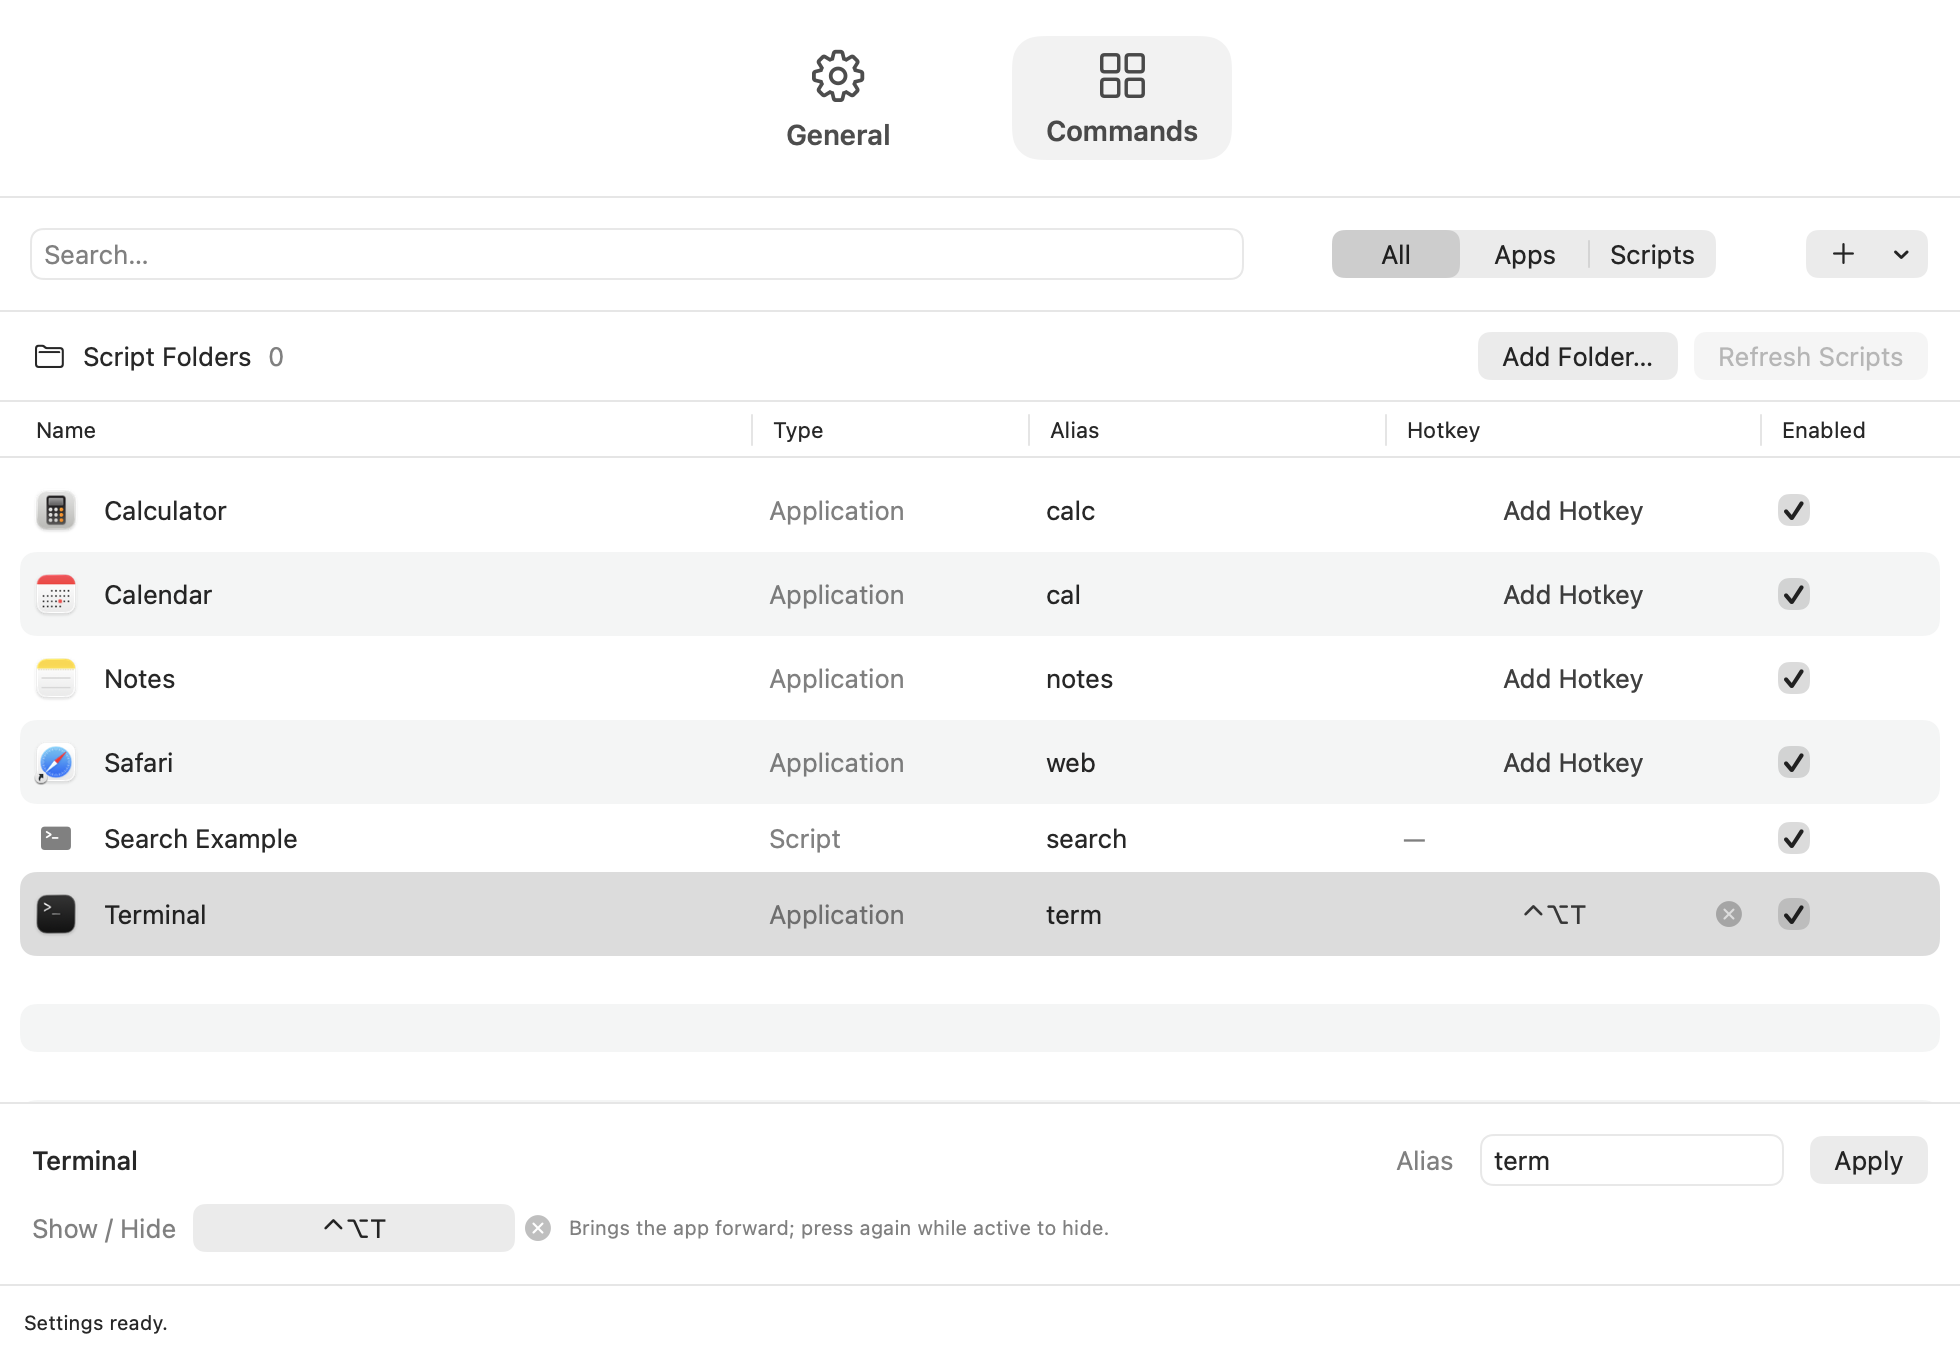 General
Commands
Search...
All Apps Scripts
Script Folders 0
Add Folder... Refresh Scripts
Name Type Alias Hotkey Enabled
Calculator Application calc Add Hotkey
Calendar Application cal Add Hotkey
Notes Application notes Add Hotkey
Safari Application web Add Hotkey
Search Example Script search —
Terminal Application term ⌃⌥T
Terminal Alias term Apply
Show / Hide ⌃⌥T Brings the app forward; press again while active to hide.
Settings ready.